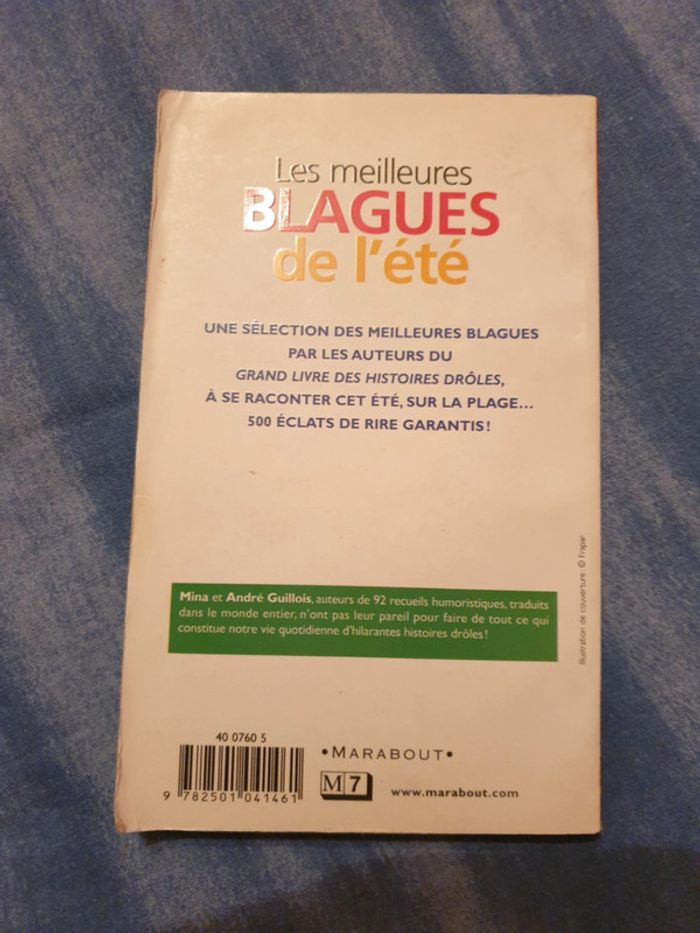 Les meilleures
BLAGUES
de l'été
UNE SÉLECTION DES MEILLEURES BLAGUES
PAR LES AUTEURS DU
GRAND LIVRE DES HISTOIRES DRÔLES,
À SE RACONTER CET ÉTÉ, SUR LA PLAGE...
500 ÉCLATS DE RIRE GARANTIS !
Illustration de couverture : © Frapar
Mina et André Guillois, auteurs de 92 recueils humoristiques, traduits
dans le monde entier, n'ont pas leur pareil pour faire de tout ce qui
constitue notre vie quotidienne d'hilarantes histoires drôles !
40 0760 5
9 782501 041461
• MARABOUT •
M 7
www.marabout.com